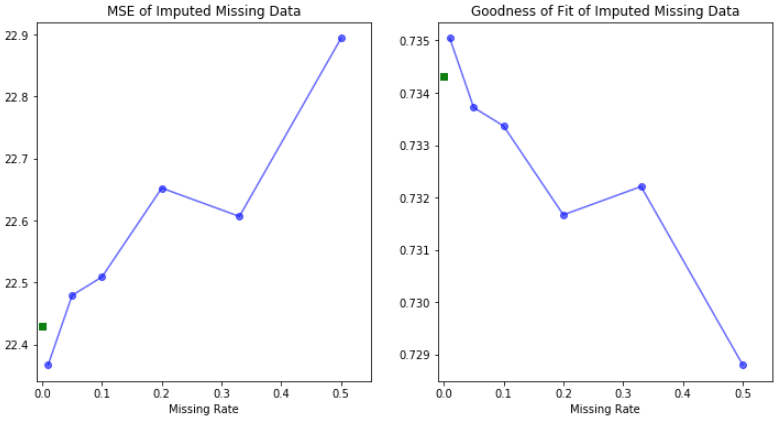 MSE of Imputed Missing Data
22.9
22.8
22.7
22.6
22.5
22.4
0.0 0.1 0.2 0.3 0.4 0.5
Missing Rate
Goodness of Fit of Imputed Missing Data
0.735
0.734
0.733
0.732
0.731
0.730
0.729
0.0 0.1 0.2 0.3 0.4 0.5
Missing Rate